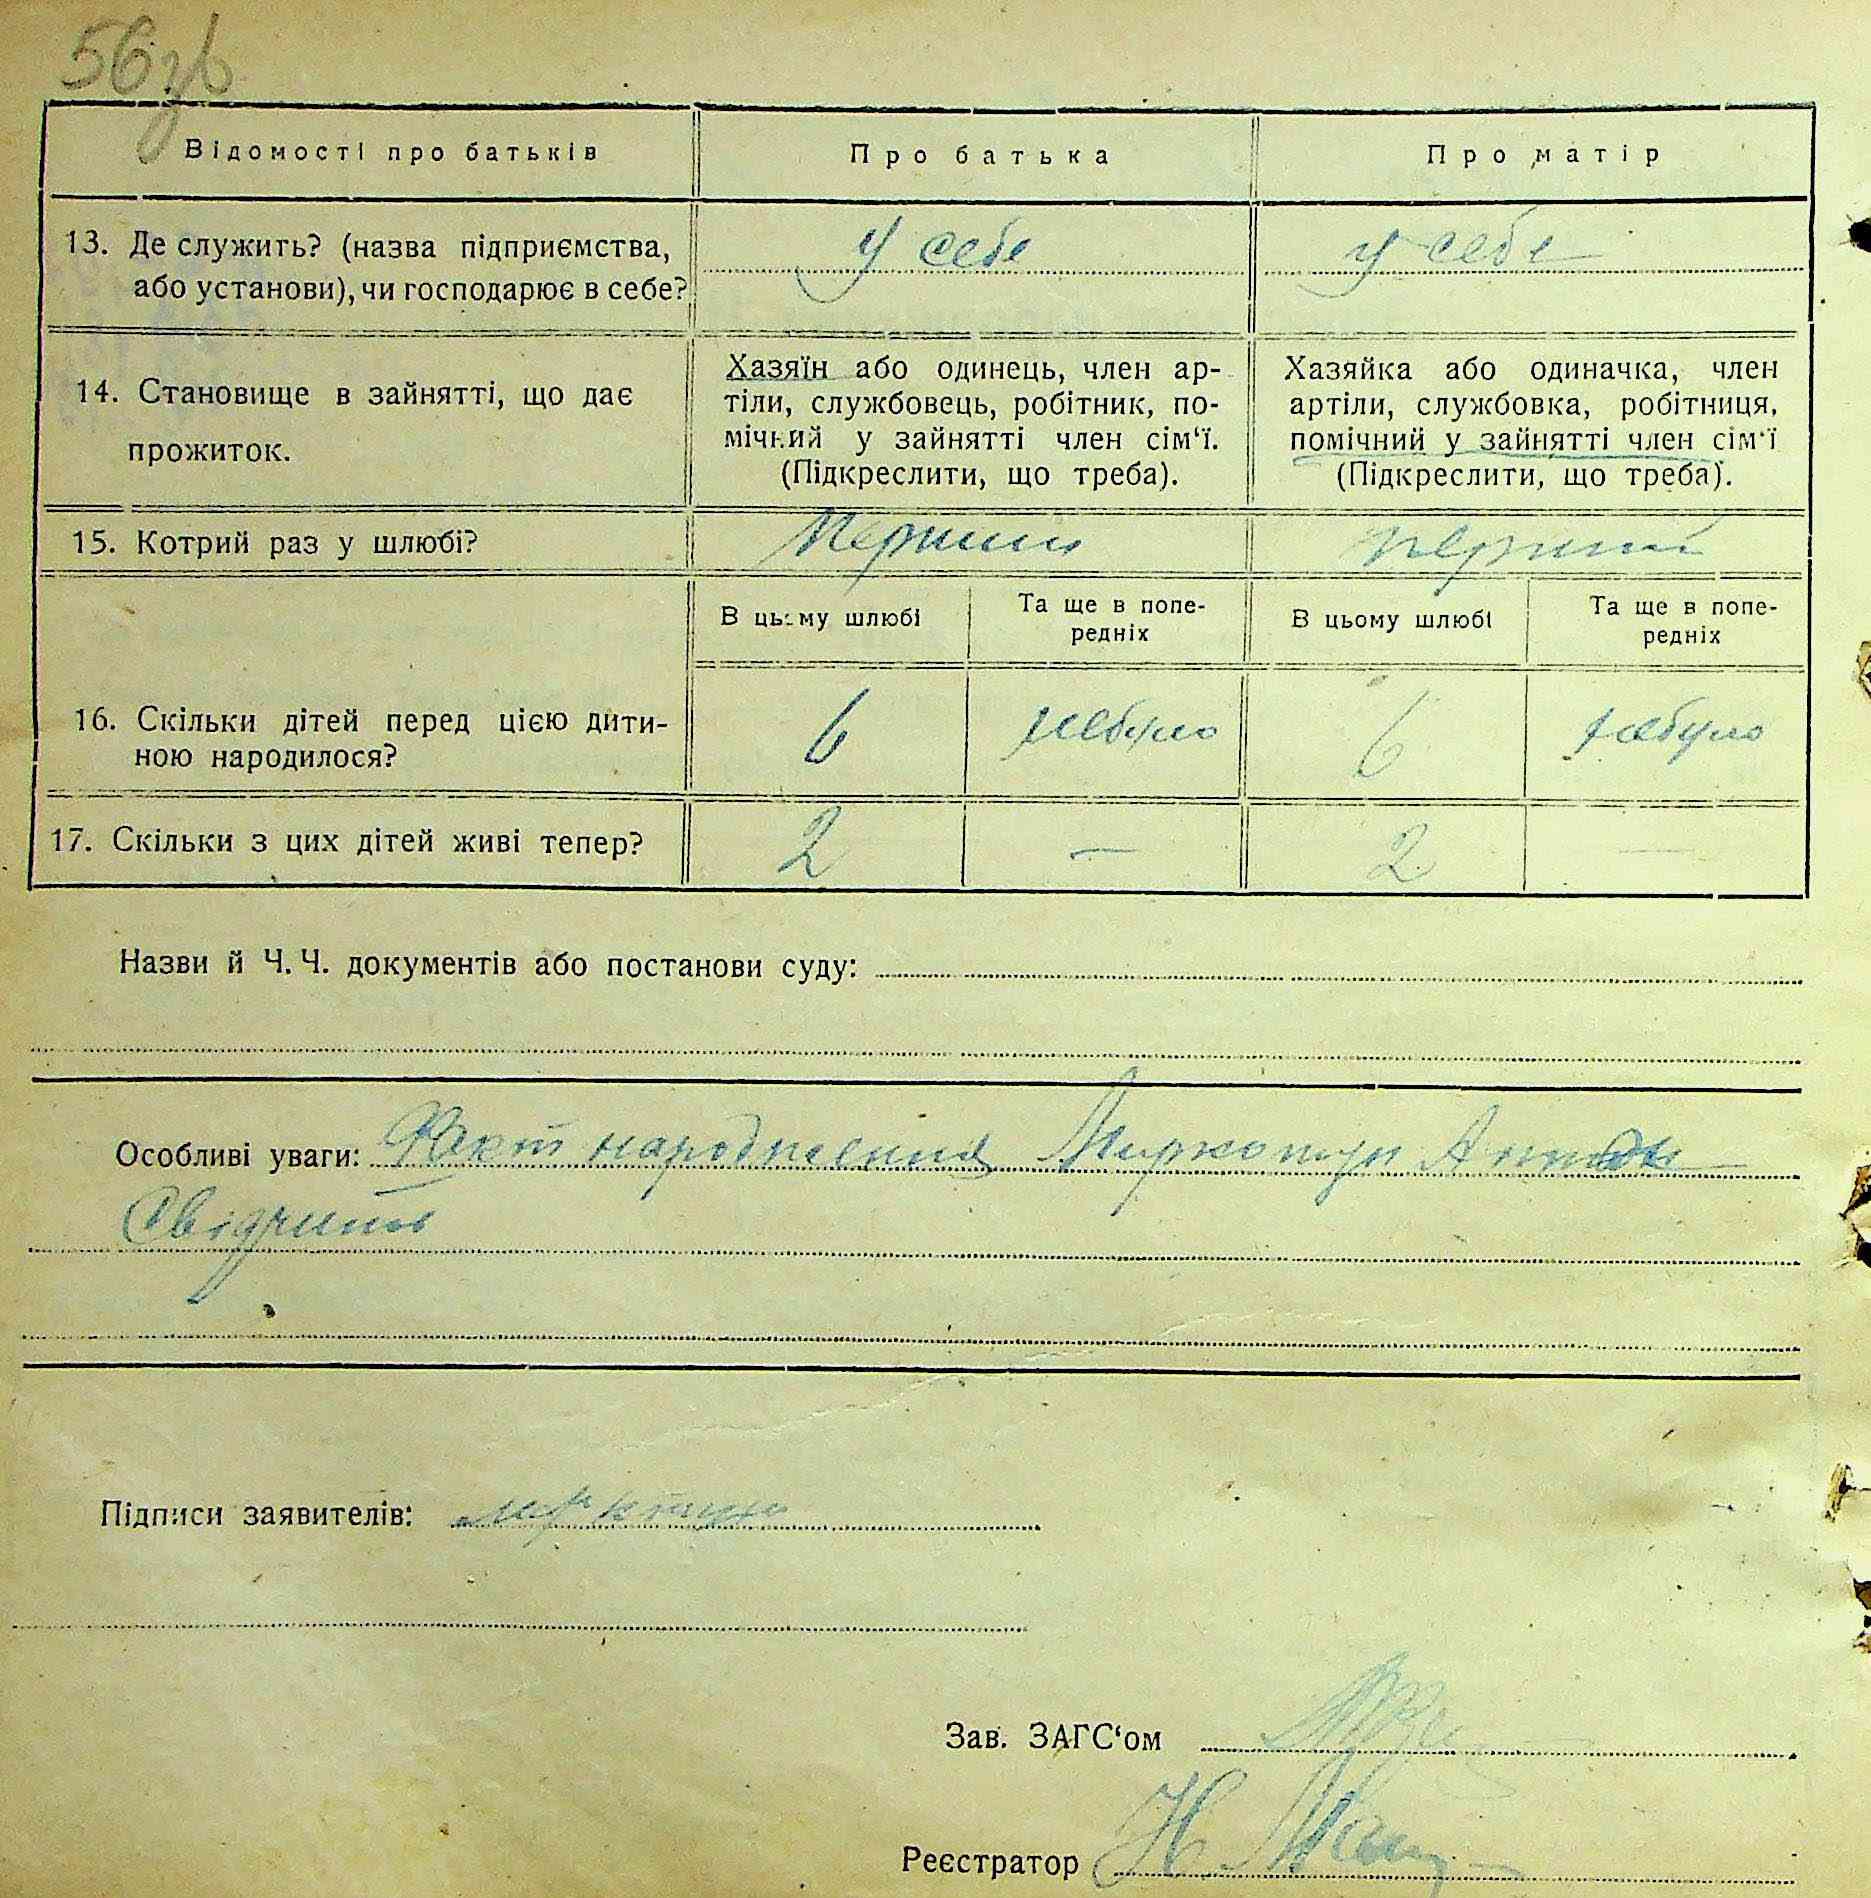 56зв
Відомості про батьків
Про батька
Про матір
13. Де служить? (назва підприємства,
або установи), чи господарює в себе?
у себе
у себе
14. Становище в зайнятті, що дає
прожиток.
Хазяїн або одинець, член ар-
тіли, службовець, робітник, по-
мічний у зайнятті член сім‘ї.
(Підкреслити, що треба).
Хазяйка або одиначка, член
артіли, службовка, робітниця,
помічний у зайнятті член сім‘ї
(Підкреслити, що треба).
15. Котрий раз у шлюбі?
перший
перший
В цьому шлюбі
Та ще в попе-
редніх
В цьому шлюбі
Та ще в попе-
редніх
16. Скільки дітей перед цією дити-
ною народилося?
6
небуло
6
небуло
17. Скільки з цих дітей живі тепер?
2
—
2
—
Назви й Ч. Ч. документів або постанови суду:
Особливі уваги: Факт народження
Свідчить
Підписи заявителів:
Зав. ЗАГС‘ом
Реєстратор